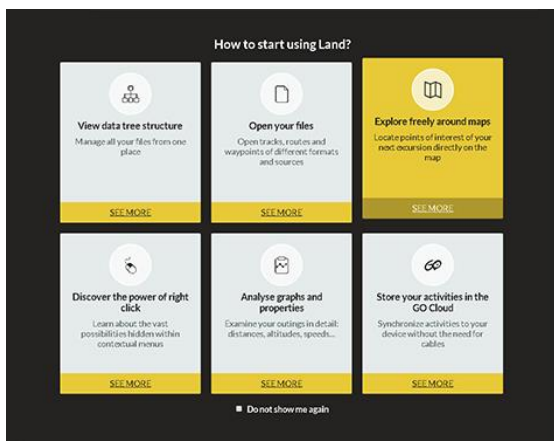 How to start using Land?
View data tree structure
Manage all your files from one
place
SEE MORE
Open your files
Open tracks, routes and
waypoints of different formats
and sources
SEE MORE
Explore freely around maps
Locate points of interest of your
next excursion directly on the
map
SEE MORE
Discover the power of right
click
Learn about the vast
possibilities hidden within
contextual menus
SEE MORE
Analyse graphs and
properties
Examine your outings in detail:
distances, altitudes, speeds...
SEE MORE
GO
Store your activities in the
GO Cloud
Synchronize activities to your
device without the need for
cables
SEE MORE
Do not show me again